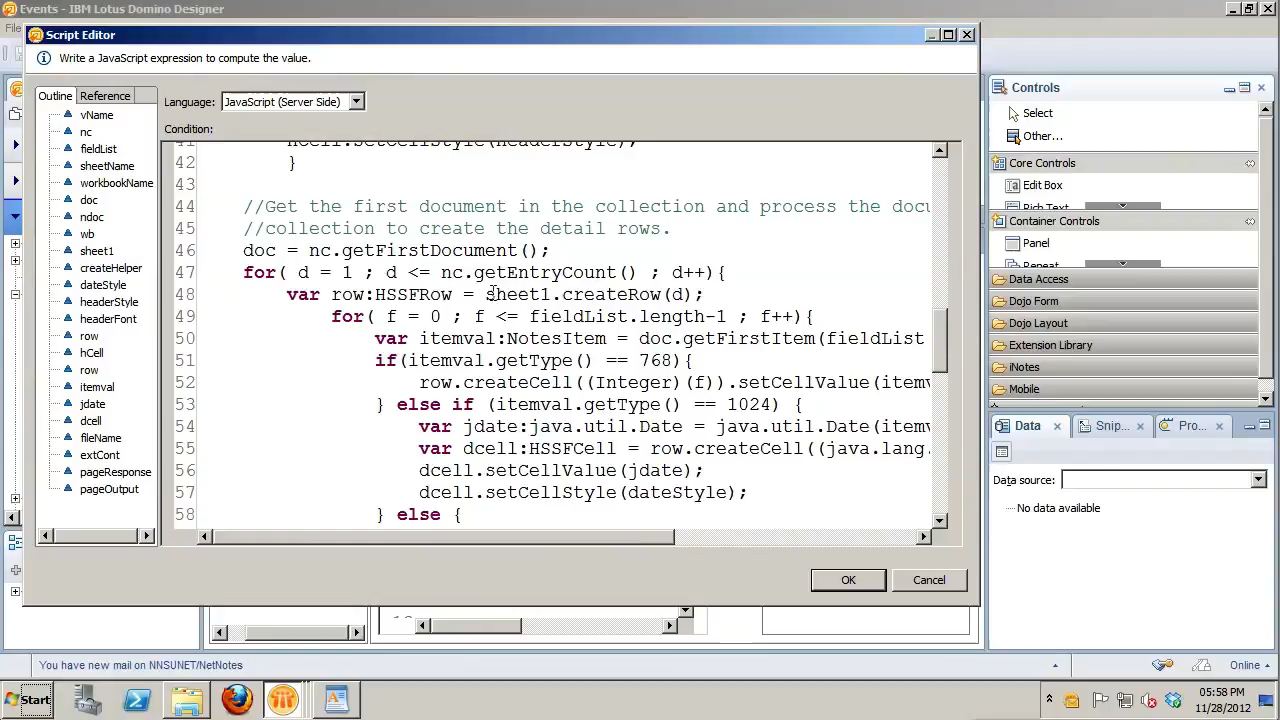 Events - IBM Lotus Domino Designer
Script Editor
Write a JavaScript expression to compute the value.
Outline
Reference
Language:
JavaScript (Server Side)
Condition:
vName
nc
fieldList
sheetName
workbookName
doc
ndoc
wb
sheet1
createHelper
dateStyle
headerStyle
headerFont
row
hCell
row
itemval
jdate
dcell
fileName
extCont
pageResponse
pageOutput
41 hCell.setCellStyle(headerStyle);
42 }
43
44 //Get the first document in the collection and process the docu
45 //collection to create the detail rows.
46 doc = nc.getFirstDocument();
47 for( d = 1 ; d <= nc.getEntryCount() ; d++){
48 var row:HSSFRow = sheet1.createRow(d);
49 for( f = 0 ; f <= fieldList.length-1 ; f++){
50 var itemval:NotesItem = doc.getFirstItem(fieldList
51 if(itemval.getType() == 768){
52 row.createCell((Integer)(f)).setCellValue(itemv
53 } else if (itemval.getType() == 1024) {
54 var jdate:java.util.Date = java.util.Date(itemv
55 var dcell:HSSFCell = row.createCell((java.lang.
56 dcell.setCellValue(jdate);
57 dcell.setCellStyle(dateStyle);
58 } else {
OK
Cancel
Controls
Select
Other...
Core Controls
Edit Box
Rich Text
Container Controls
Panel
Repeat
Data Access
Dojo Form
Dojo Layout
Extension Library
iNotes
Mobile
Data
Snip...
Pro...
Data source:
No data available
You have new mail on NNSUNET/NetNotes
Online
Start
05:58 PM
11/28/2012